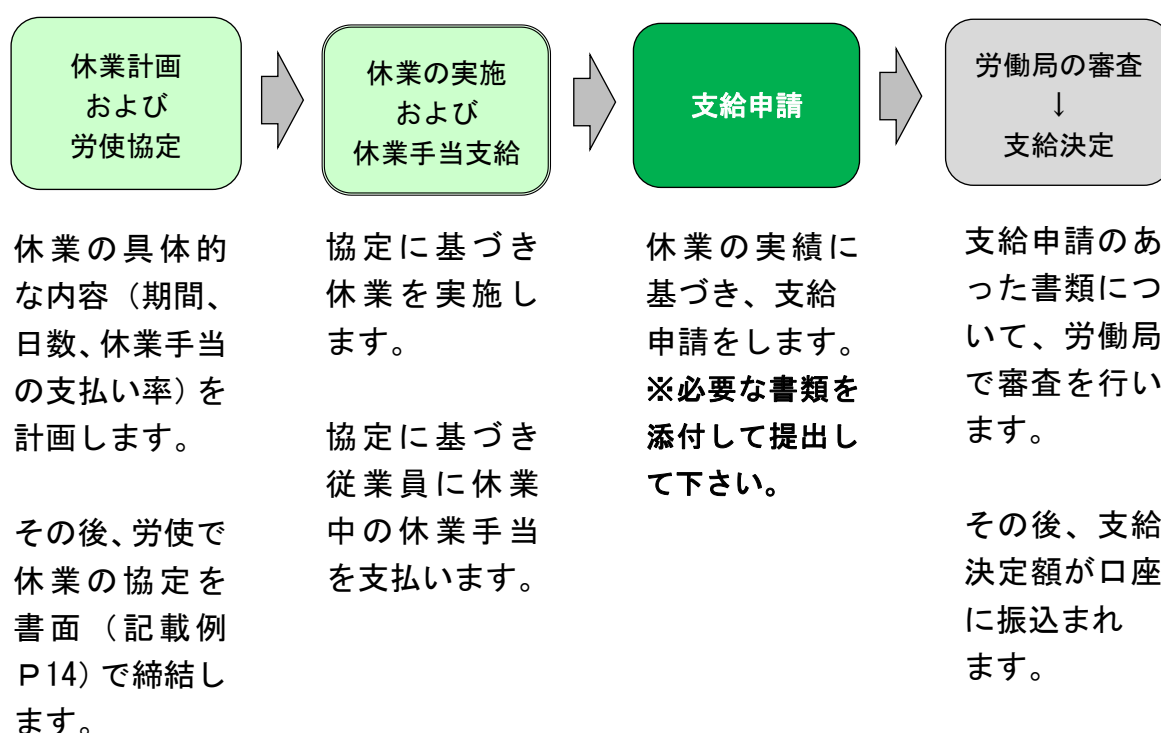 休業計画
および
労使協定
休業の実施
および
休業手当支給
支給申請
労働局の審査
↓
支給決定
休業の具体的
な内容（期間、
日数、休業手当
の支払い率）を
計画します。
その後、労使で
休業の協定を
書面（記載例
Ｐ14）で締結し
ます。
協定に基づき
休業を実施し
ます。
協定に基づき
従業員に休業
中の休業手当
を支払います。
休業の実績に
基づき、支給
申請をします。
※必要な書類を
添付して提出し
て下さい。
支給申請のあ
った書類につ
いて、労働局
で審査を行い
ます。
その後、支給
決定額が口座
に振込まれ
ます。